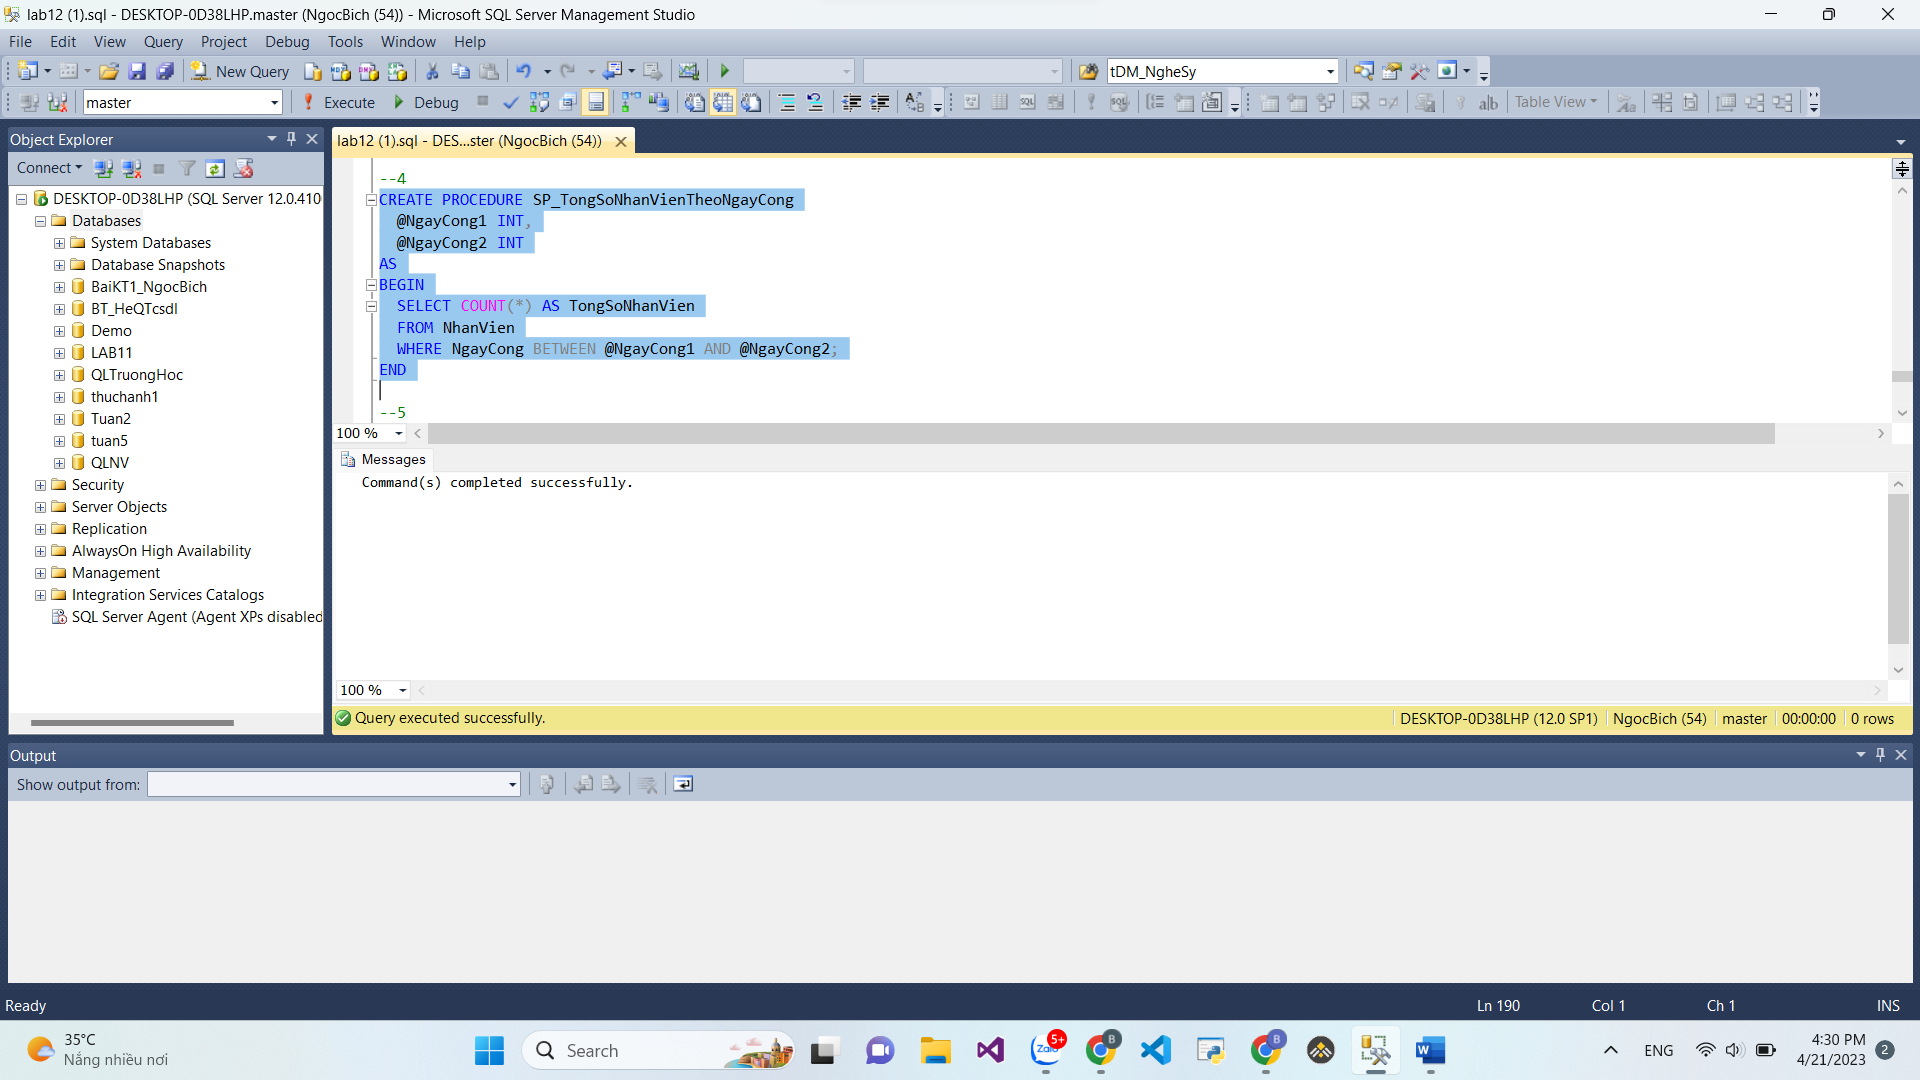 lab12 (1).sql - DESKTOP-0D38LHP.master (NgocBich (54)) - Microsoft SQL Server Management Studio
File Edit View Query Project Debug Tools Window Help
New Query tDM_NgheSy
master Execute Debug Table View
Object Explorer
Connect
DESKTOP-0D38LHP (SQL Server 12.0.410
Databases
System Databases
Database Snapshots
BaiKT1_NgocBich
BT_HeQTcsdl
Demo
LAB11
QLTruongHoc
thuchanh1
Tuan2
tuan5
QLNV
Security
Server Objects
Replication
AlwaysOn High Availability
Management
Integration Services Catalogs
SQL Server Agent (Agent XPs disabled
lab12 (1).sql - DES...ster (NgocBich (54))
--4
CREATE PROCEDURE SP_TongSoNhanVienTheoNgayCong
@NgayCong1 INT,
@NgayCong2 INT
AS
BEGIN
SELECT COUNT(*) AS TongSoNhanVien
FROM NhanVien
WHERE NgayCong BETWEEN @NgayCong1 AND @NgayCong2;
END
--5
100 %
Messages
Command(s) completed successfully.
100 %
Query executed successfully. DESKTOP-0D38LHP (12.0 SP1) NgocBich (54) master 00:00:00 0 rows
Output
Show output from:
Ready Ln 190 Col 1 Ch 1 INS
35°C
Nắng nhiều nơi
Search
Zalo
5+
B
B
ENG
4:30 PM
4/21/2023
2